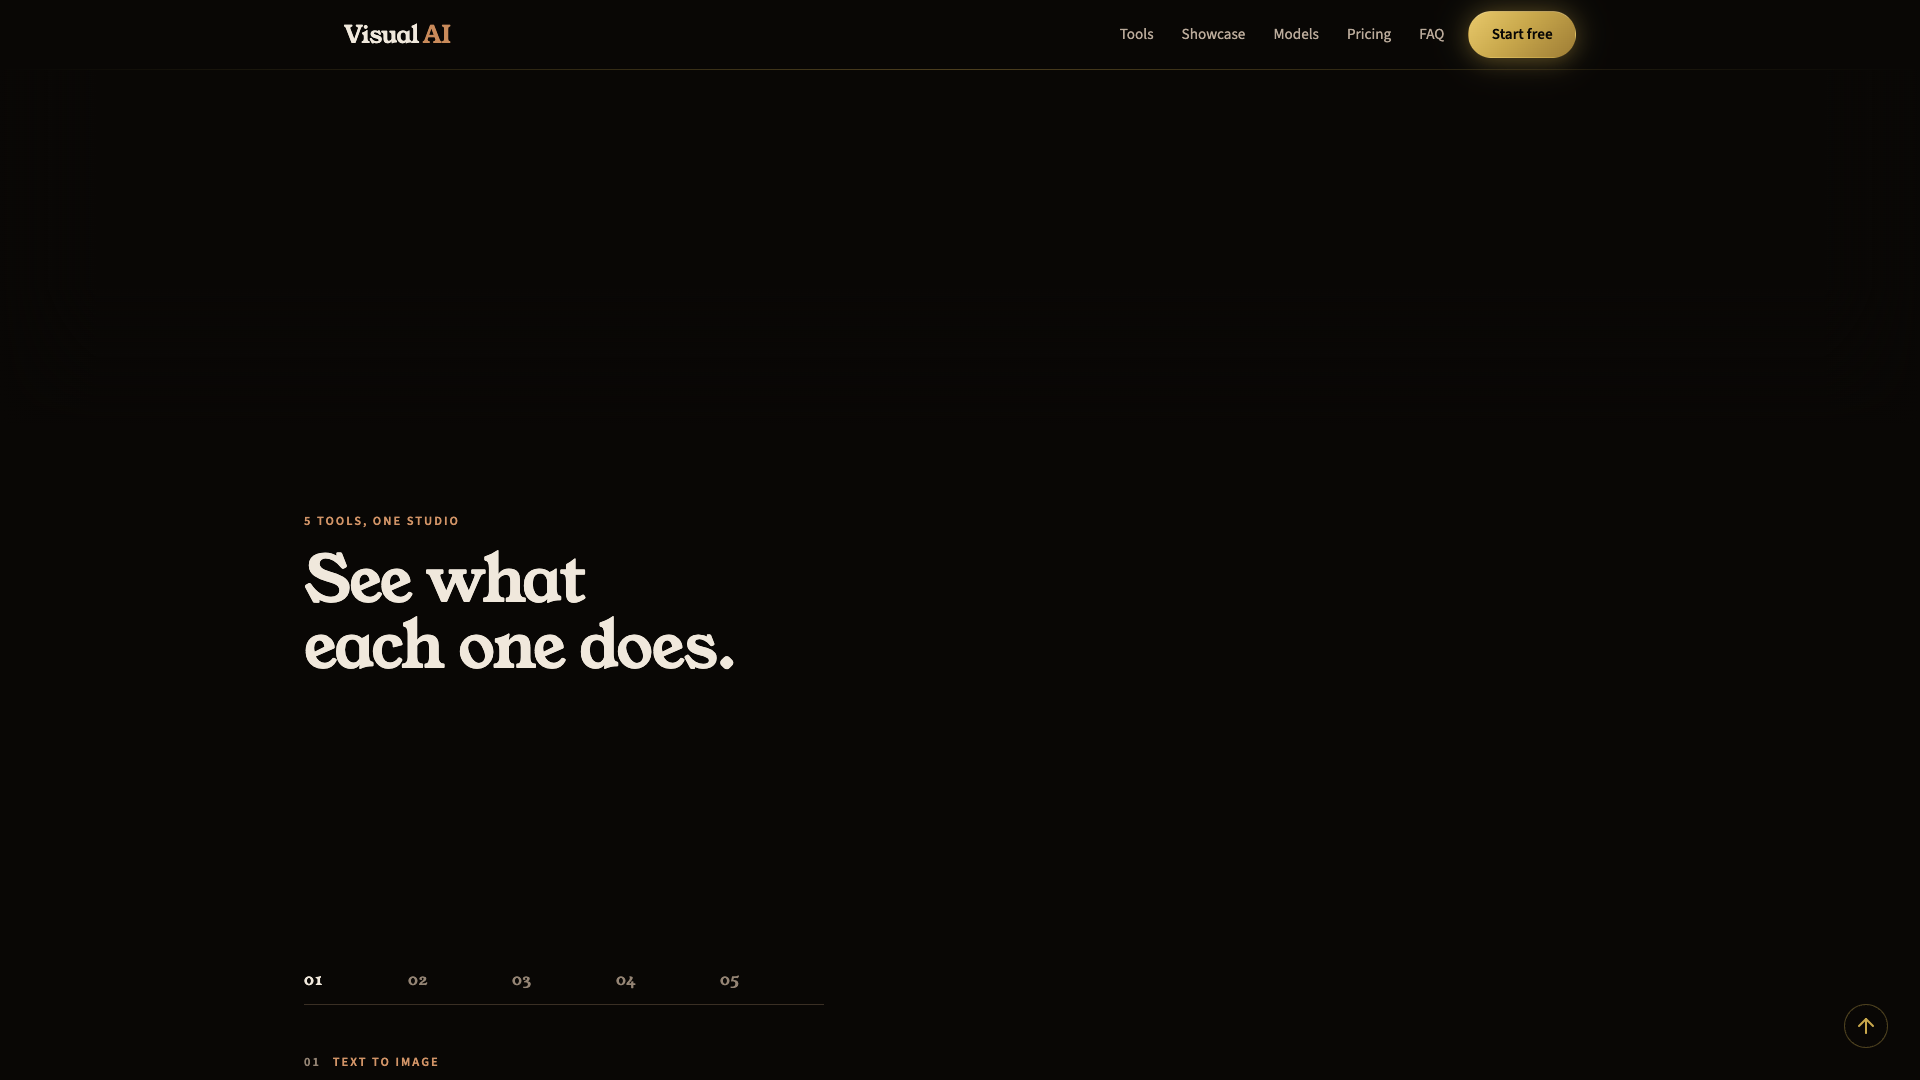 Visual AI
Tools Showcase Models Pricing FAQ Start free
5 TOOLS, ONE STUDIO
See what
each one does.
01 02 03 04 05
01 TEXT TO IMAGE